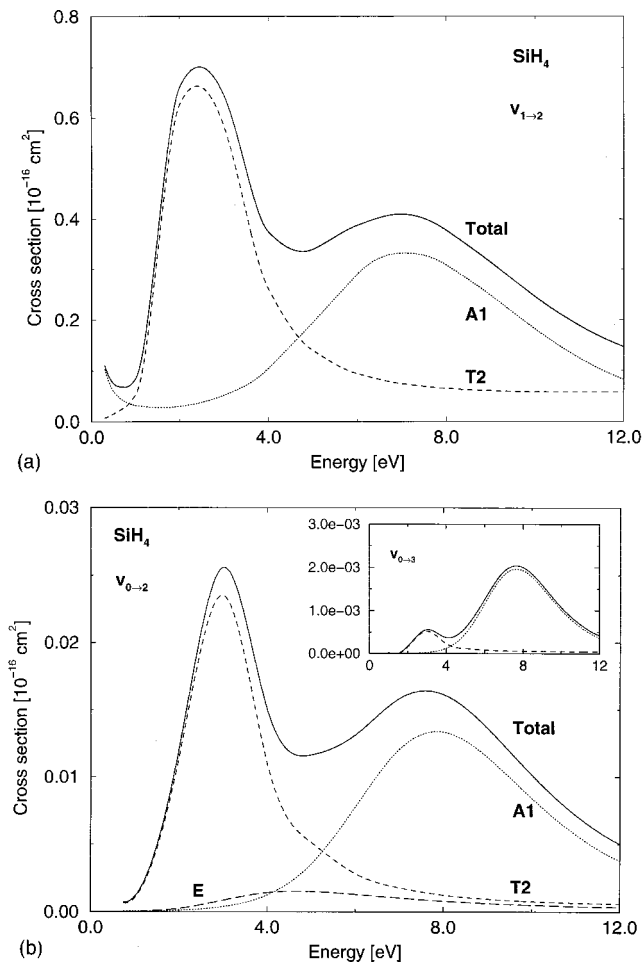 0.8
0.6
0.4
0.2
0.0
Cross section [10⁻¹⁶ cm²]
SiH₄
v₁→₂
Total
A1
T2
0.0 4.0 8.0 12.0
Energy [eV]
(a)
0.03
0.02
0.01
0.00
Cross section [10⁻¹⁶ cm²]
SiH₄
v₀→₂
3.0e−03
2.0e−03
1.0e−03
0.0e+00
v₀→₃
0 2 4 6 8 10 12
Total
A1
E
T2
0.0 4.0 8.0 12.0
Energy [eV]
(b)